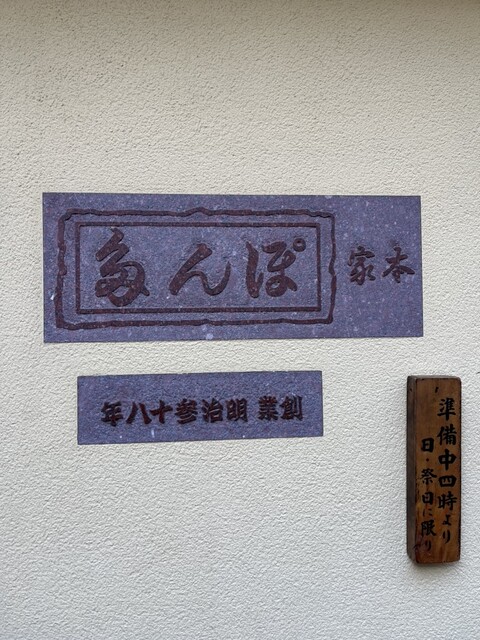 本家 ぽん多
創業 明治参十八年
準備中四時より
日・祭日に限り